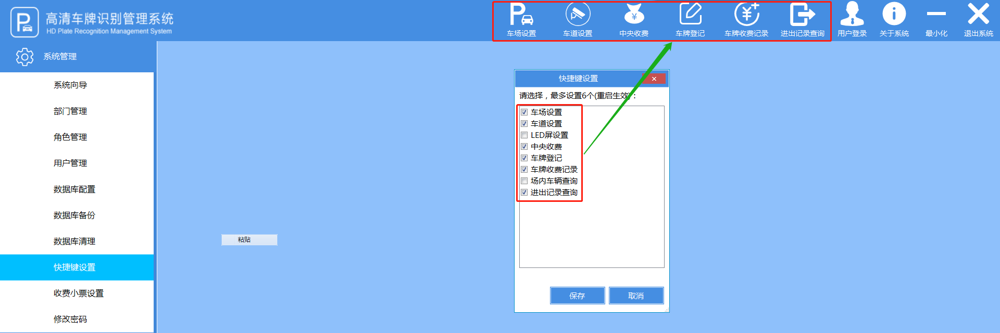 高清车牌识别管理系统
HD Plate Recognition Management System
车场设置
车道设置
中央收费
车牌登记
车牌收费记录
进出记录查询
用户登录
关于系统
最小化
退出系统
系统管理
系统向导
部门管理
角色管理
用户管理
数据库配置
数据库备份
数据库清理
快捷键设置
收费小票设置
修改密码
粘贴
快捷键设置
请选择，最多设置6个(重启生效)：
车场设置
车道设置
LED屏设置
中央收费
车牌登记
车牌收费记录
场内车辆查询
进出记录查询
保存
取消